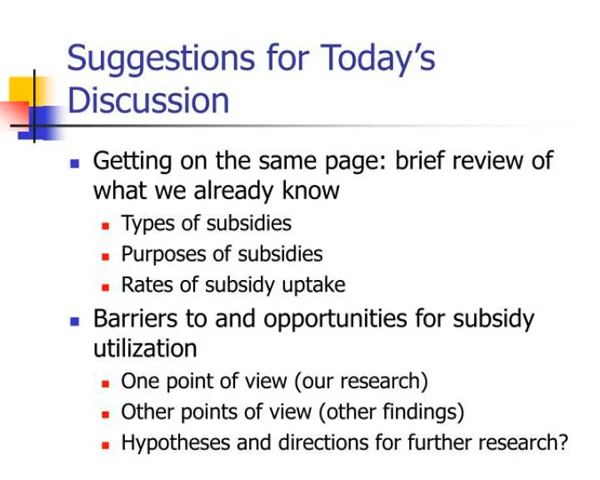 Suggestions for Today’s
Discussion
Getting on the same page: brief review of
what we already know
Types of subsidies
Purposes of subsidies
Rates of subsidy uptake
Barriers to and opportunities for subsidy
utilization
One point of view (our research)
Other points of view (other findings)
Hypotheses and directions for further research?